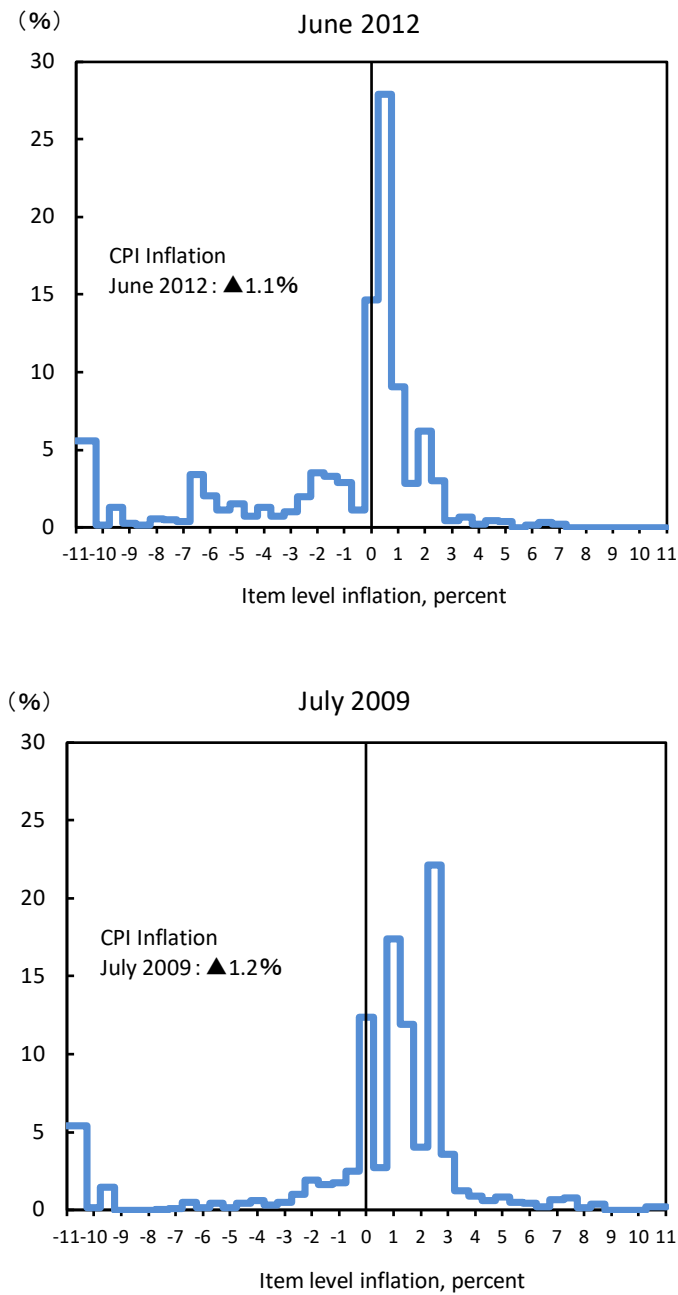 （%）
June 2012
30
25
20
15
10
5
0
CPI Inflation
June 2012 : ▲1.1%
-11-10 -9 -8 -7 -6 -5 -4 -3 -2 -1 0 1 2 3 4 5 6 7 8 9 10 11
Item level inflation, percent
（%）
July 2009
30
25
20
15
10
5
0
CPI Inflation
July 2009 : ▲1.2%
-11-10 -9 -8 -7 -6 -5 -4 -3 -2 -1 0 1 2 3 4 5 6 7 8 9 10 11
Item level inflation, percent